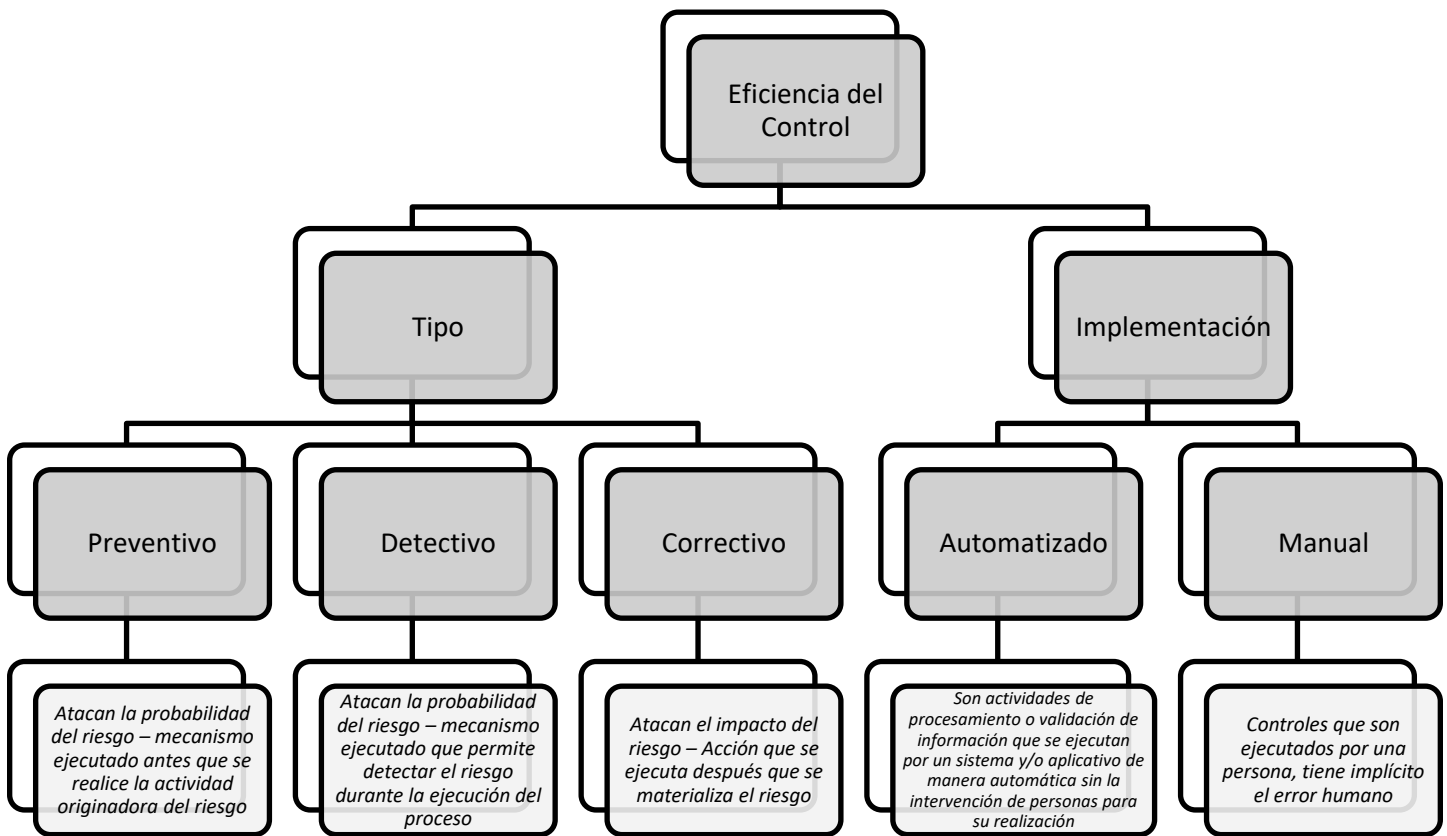 Eficiencia del
Control
Tipo
Implementación
Preventivo
Detectivo
Correctivo
Automatizado
Manual
Atacan la probabilidad
del riesgo – mecanismo
ejecutado antes que se
realice la actividad
originadora del riesgo
Atacan la probabilidad
del riesgo – mecanismo
ejecutado que permite
detectar el riesgo
durante la ejecución del
proceso
Atacan el impacto del
riesgo – Acción que se
ejecuta después que se
materializa el riesgo
Son actividades de
procesamiento o validación de
información que se ejecutan
por un sistema y/o aplicativo de
manera automática sin la
intervención de personas para
su realización
Controles que son
ejecutados por una
persona, tiene implícito
el error humano